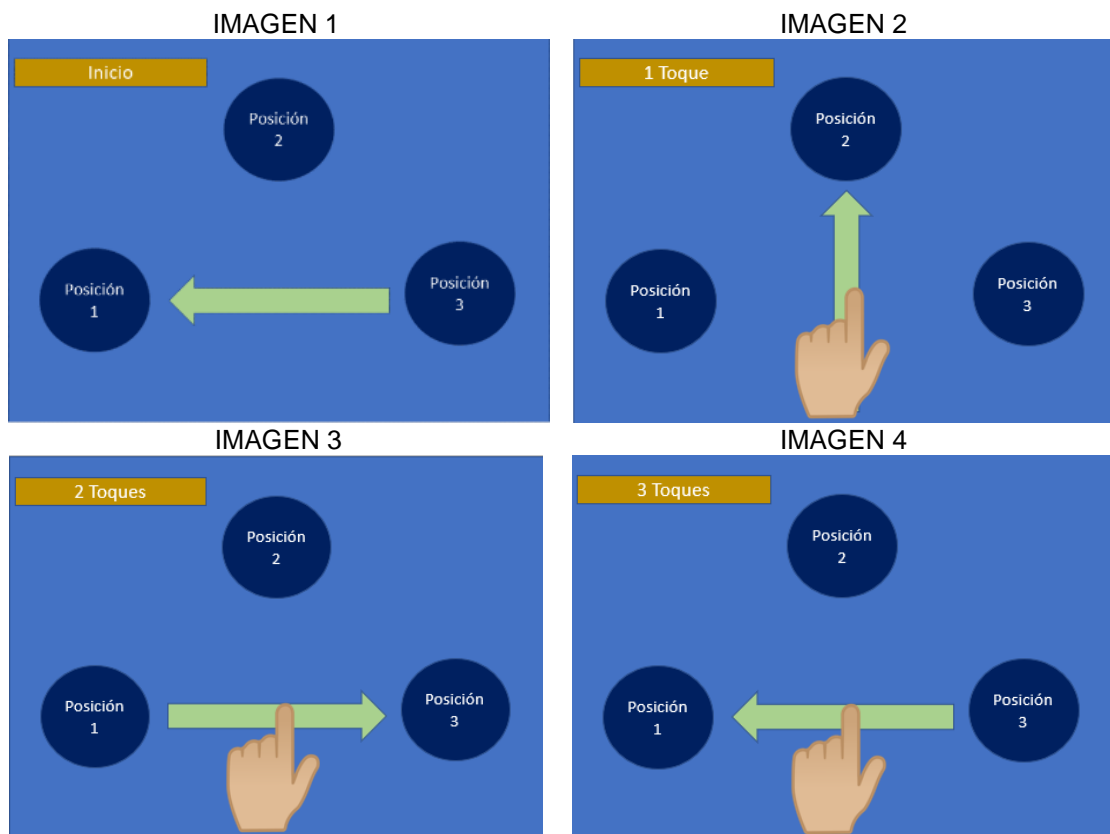 IMAGEN 1
Inicio
Posición
2
Posición
1
Posición
3
IMAGEN 2
1 Toque
Posición
2
Posición
1
Posición
3
IMAGEN 3
2 Toques
Posición
2
Posición
1
Posición
3
IMAGEN 4
3 Toques
Posición
2
Posición
1
Posición
3